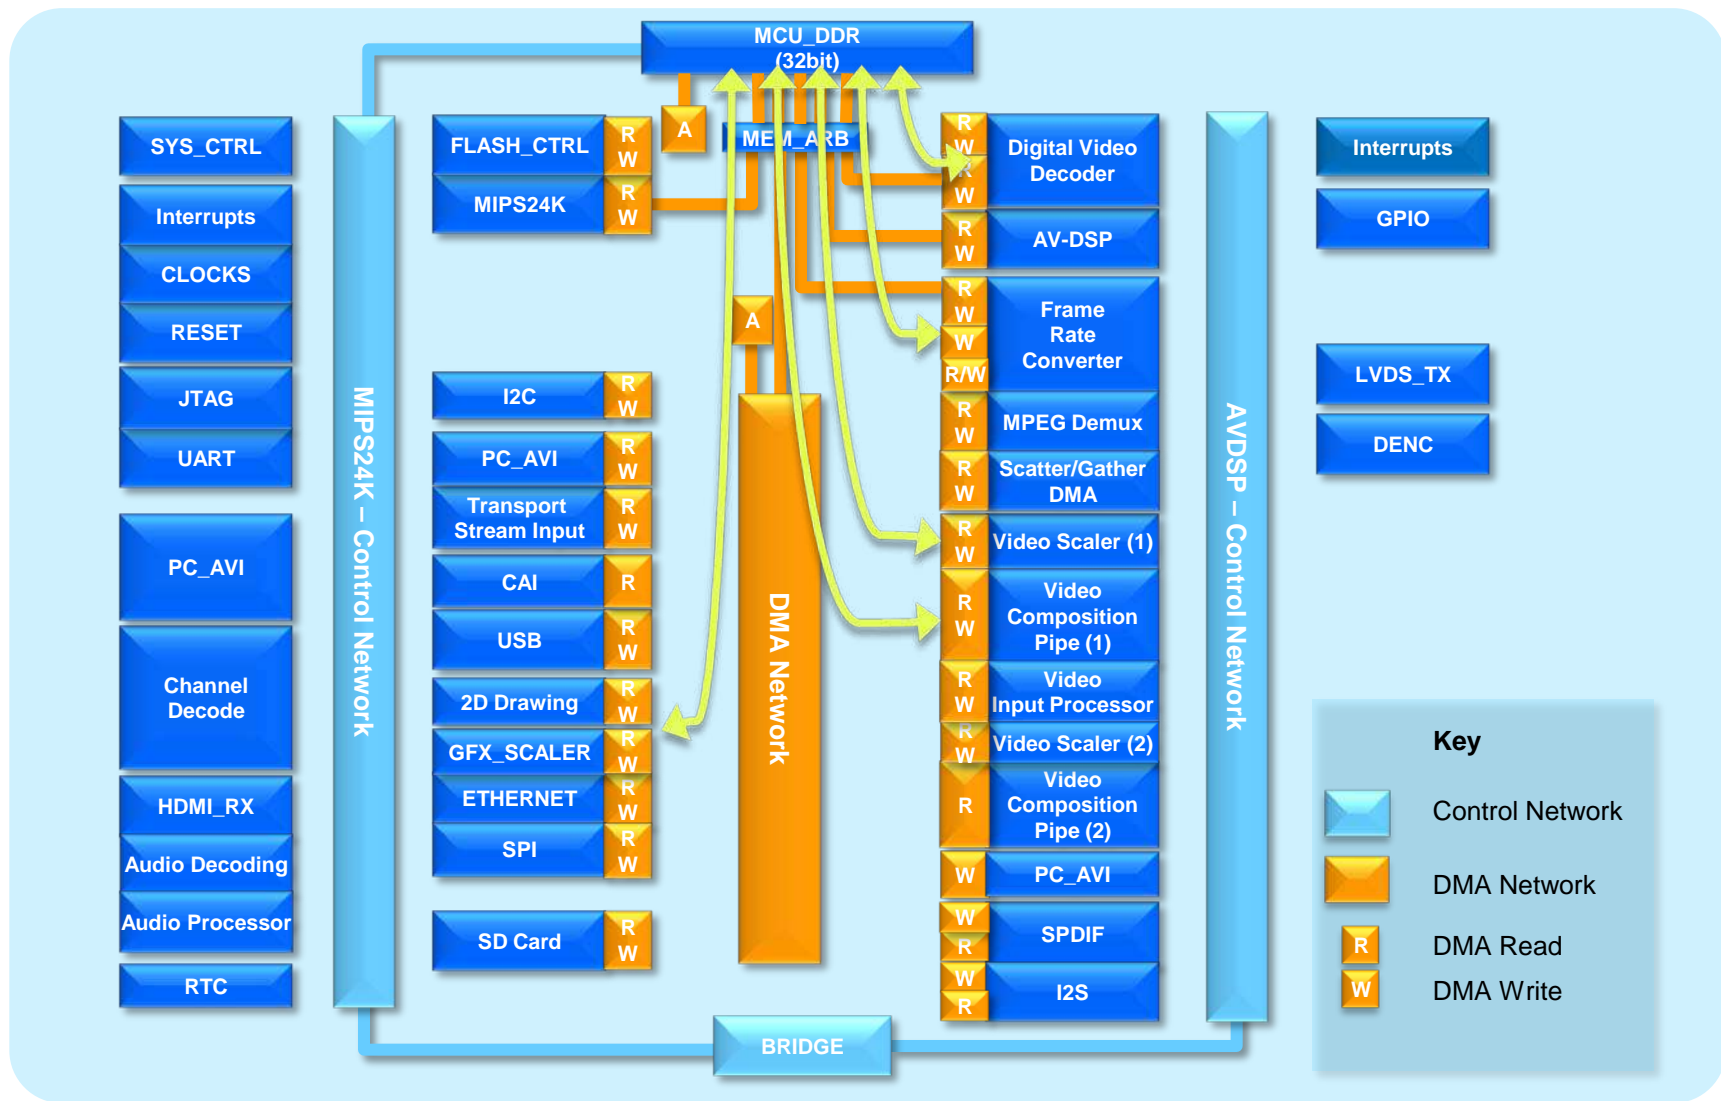 MCU_DDR
(32bit)
SYS_CTRL
Interrupts
CLOCKS
RESET
JTAG
UART
PC_AVI
Channel
Decode
HDMI_RX
Audio Decoding
Audio Processor
RTC
MIPS24K – Control Network
FLASH_CTRL
R
W
MIPS24K
R
W
A
MEM_ARB
I2C
R
W
PC_AVI
R
W
Transport
Stream Input
R
W
CAI
R
USB
R
W
2D Drawing
R
W
GFX_SCALER
R
W
ETHERNET
R
W
SPI
R
W
SD Card
R
W
A
DMA Network
BRIDGE
R
W
R
W
Digital Video
Decoder
R
W
AV-DSP
R
W
W
R/W
Frame
Rate
Converter
R
W
MPEG Demux
R
W
Scatter/Gather
DMA
R
W
Video Scaler (1)
R
W
Video
Composition
Pipe (1)
R
W
Video
Input Processor
R
W
Video Scaler (2)
R
Video
Composition
Pipe (2)
W
PC_AVI
W
R
SPDIF
W
R
I2S
AVDSP – Control Network
Interrupts
GPIO
LVDS_TX
DENC
Key
Control Network
DMA Network
R
DMA Read
W
DMA Write